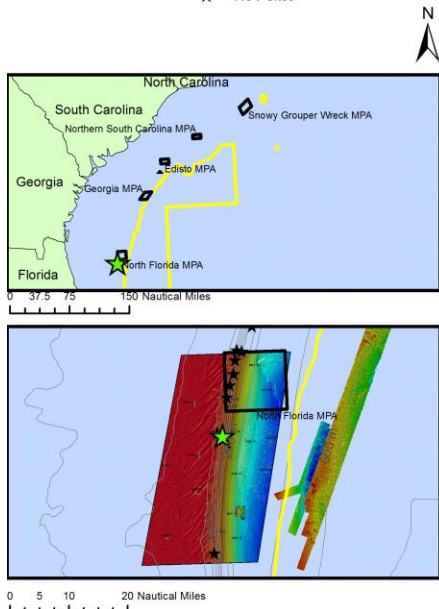 N
North Carolina
South Carolina
Snowy Grouper Wreck MPA
Northern South Carolina MPA
Edisto MPA
Georgia
Georgia MPA
North Florida MPA
Florida
0 37.5 75 150 Nautical Miles
North Florida MPA
0 5 10 20 Nautical Miles